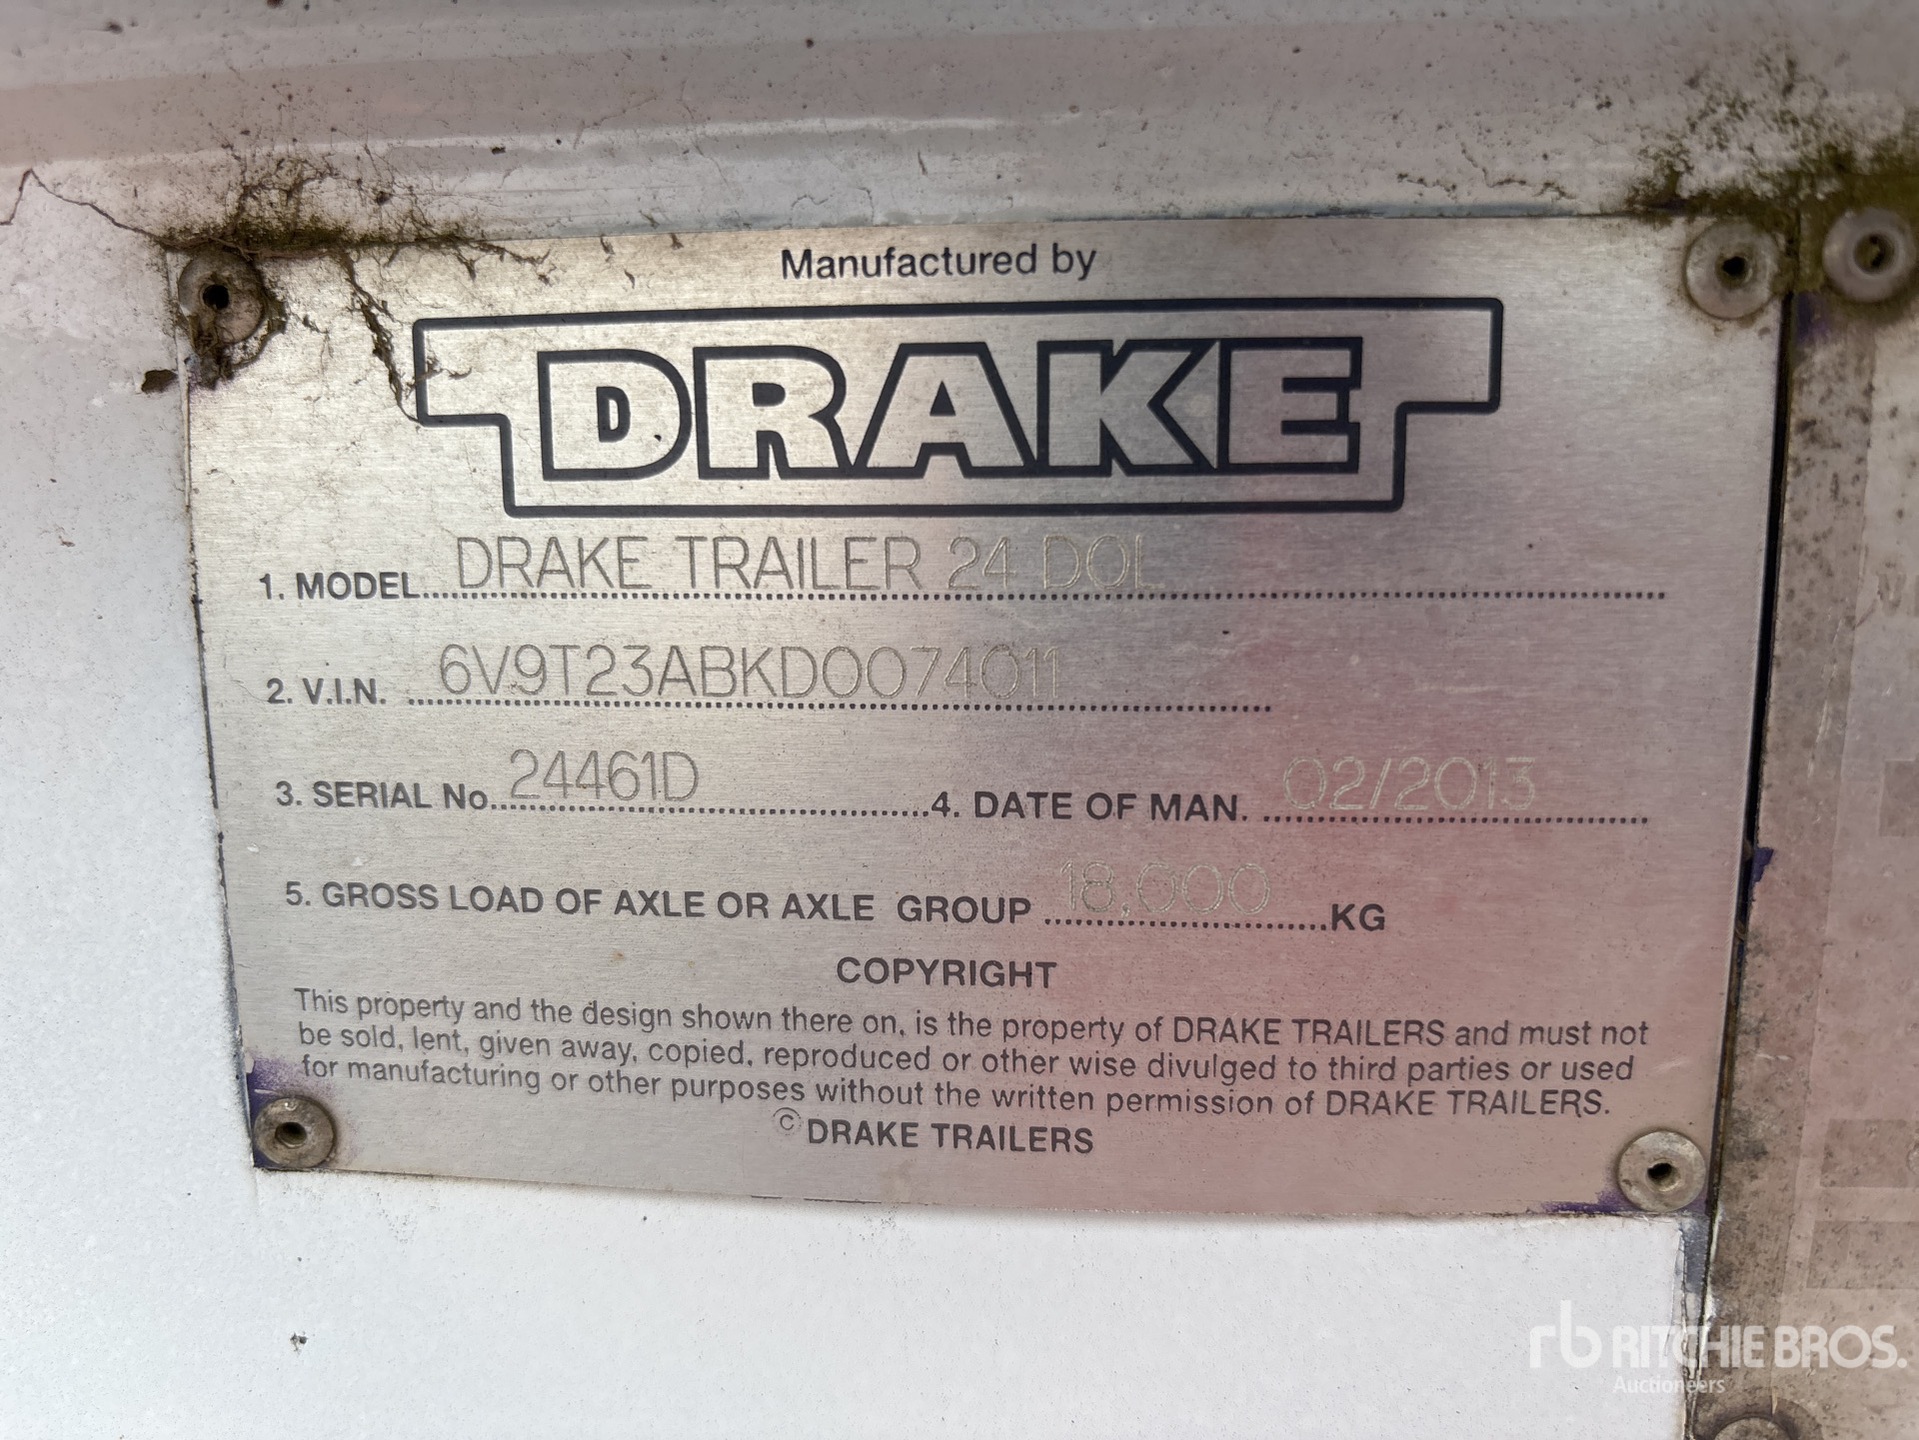 Manufactured by
DRAKE
1. MODEL DRAKE TRAILER 24 DOL
2. V.I.N. 6V9T23ABKD0074011
3. SERIAL No. 24461D 4. DATE OF MAN. 02/2013
5. GROSS LOAD OF AXLE OR AXLE GROUP 18,000 KG
COPYRIGHT
This property and the design shown there on, is the property of DRAKE TRAILERS and must not
be sold, lent, given away, copied, reproduced or other wise divulged to third parties or used
for manufacturing or other purposes without the written permission of DRAKE TRAILERS.
© DRAKE TRAILERS
rb RITCHIE BROS.
Auctioneers